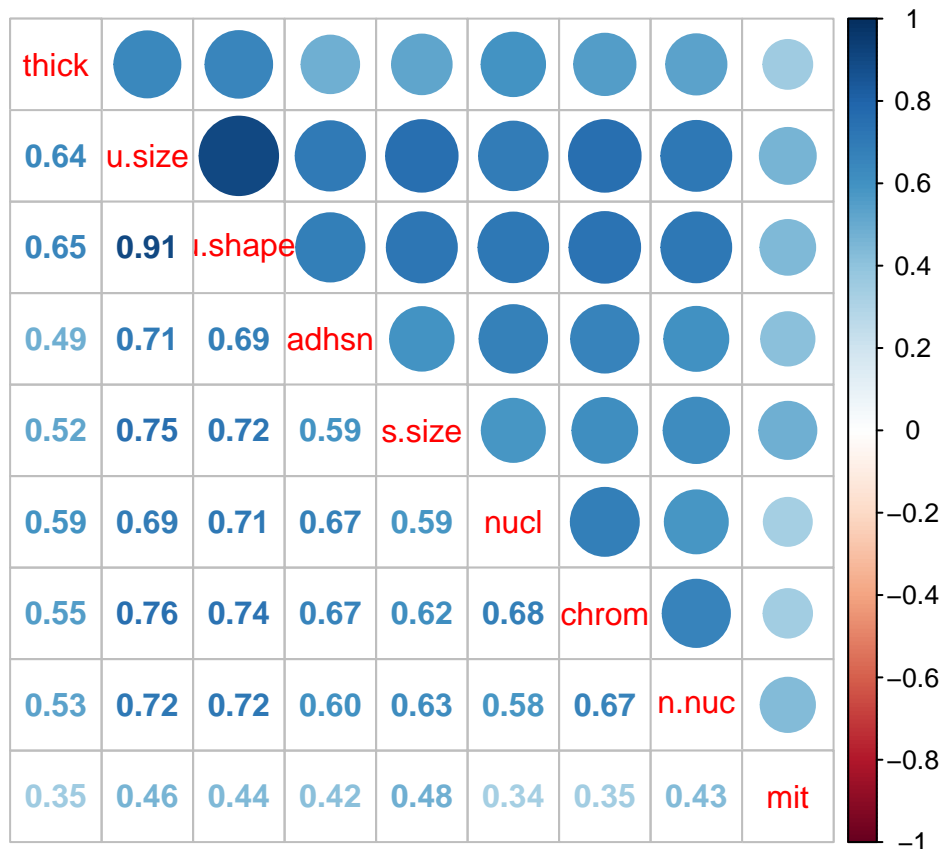 thick
0.64 u.size
0.65 0.91 u.shape
0.49 0.71 0.69 adhsn
0.52 0.75 0.72 0.59 s.size
0.59 0.69 0.71 0.67 0.59 nucl
0.55 0.76 0.74 0.67 0.62 0.68 chrom
0.53 0.72 0.72 0.60 0.63 0.58 0.67 n.nuc
0.35 0.46 0.44 0.42 0.48 0.34 0.35 0.43 mit
1
0.8
0.6
0.4
0.2
0
−0.2
−0.4
−0.6
−0.8
−1